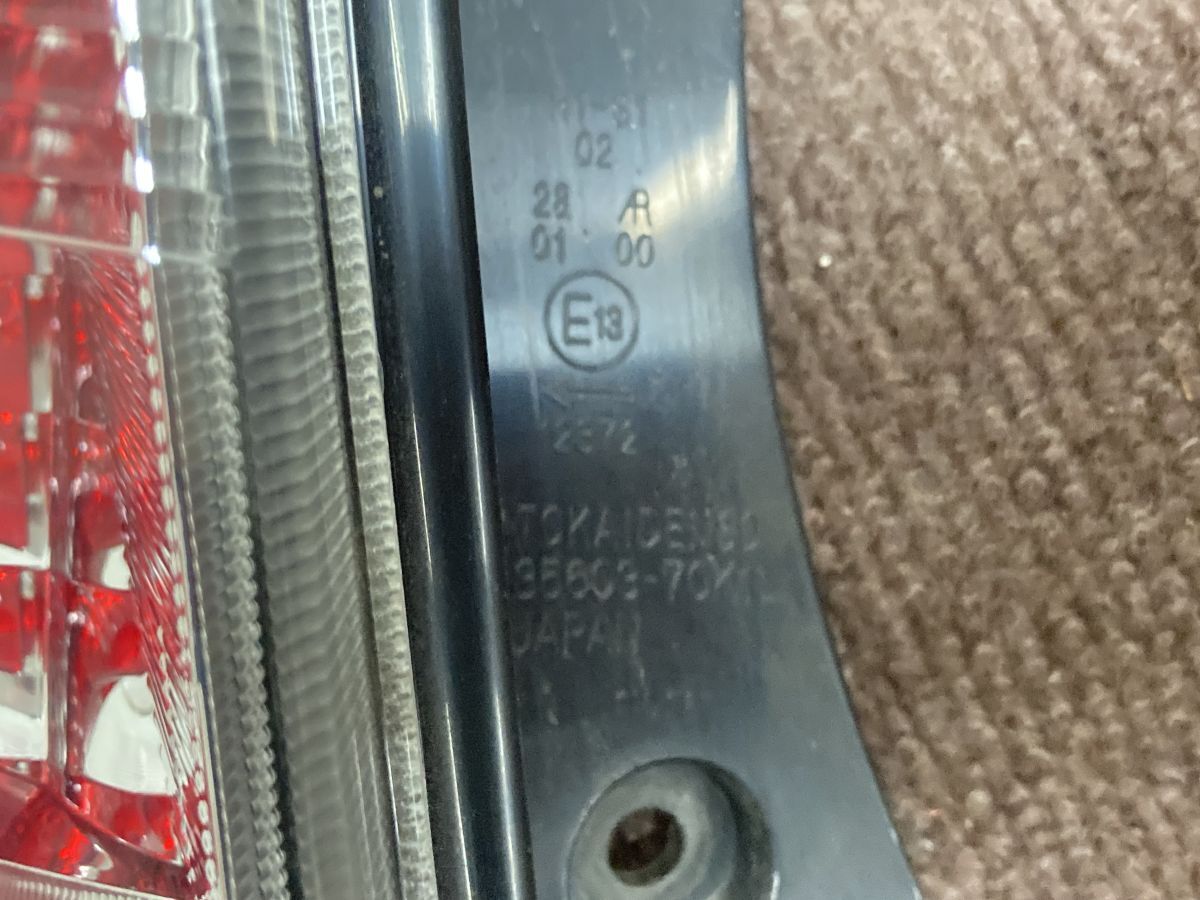 02
28 AR
01 00
E13
2372
TOKAIDENSO
35603-70K
JAPAN